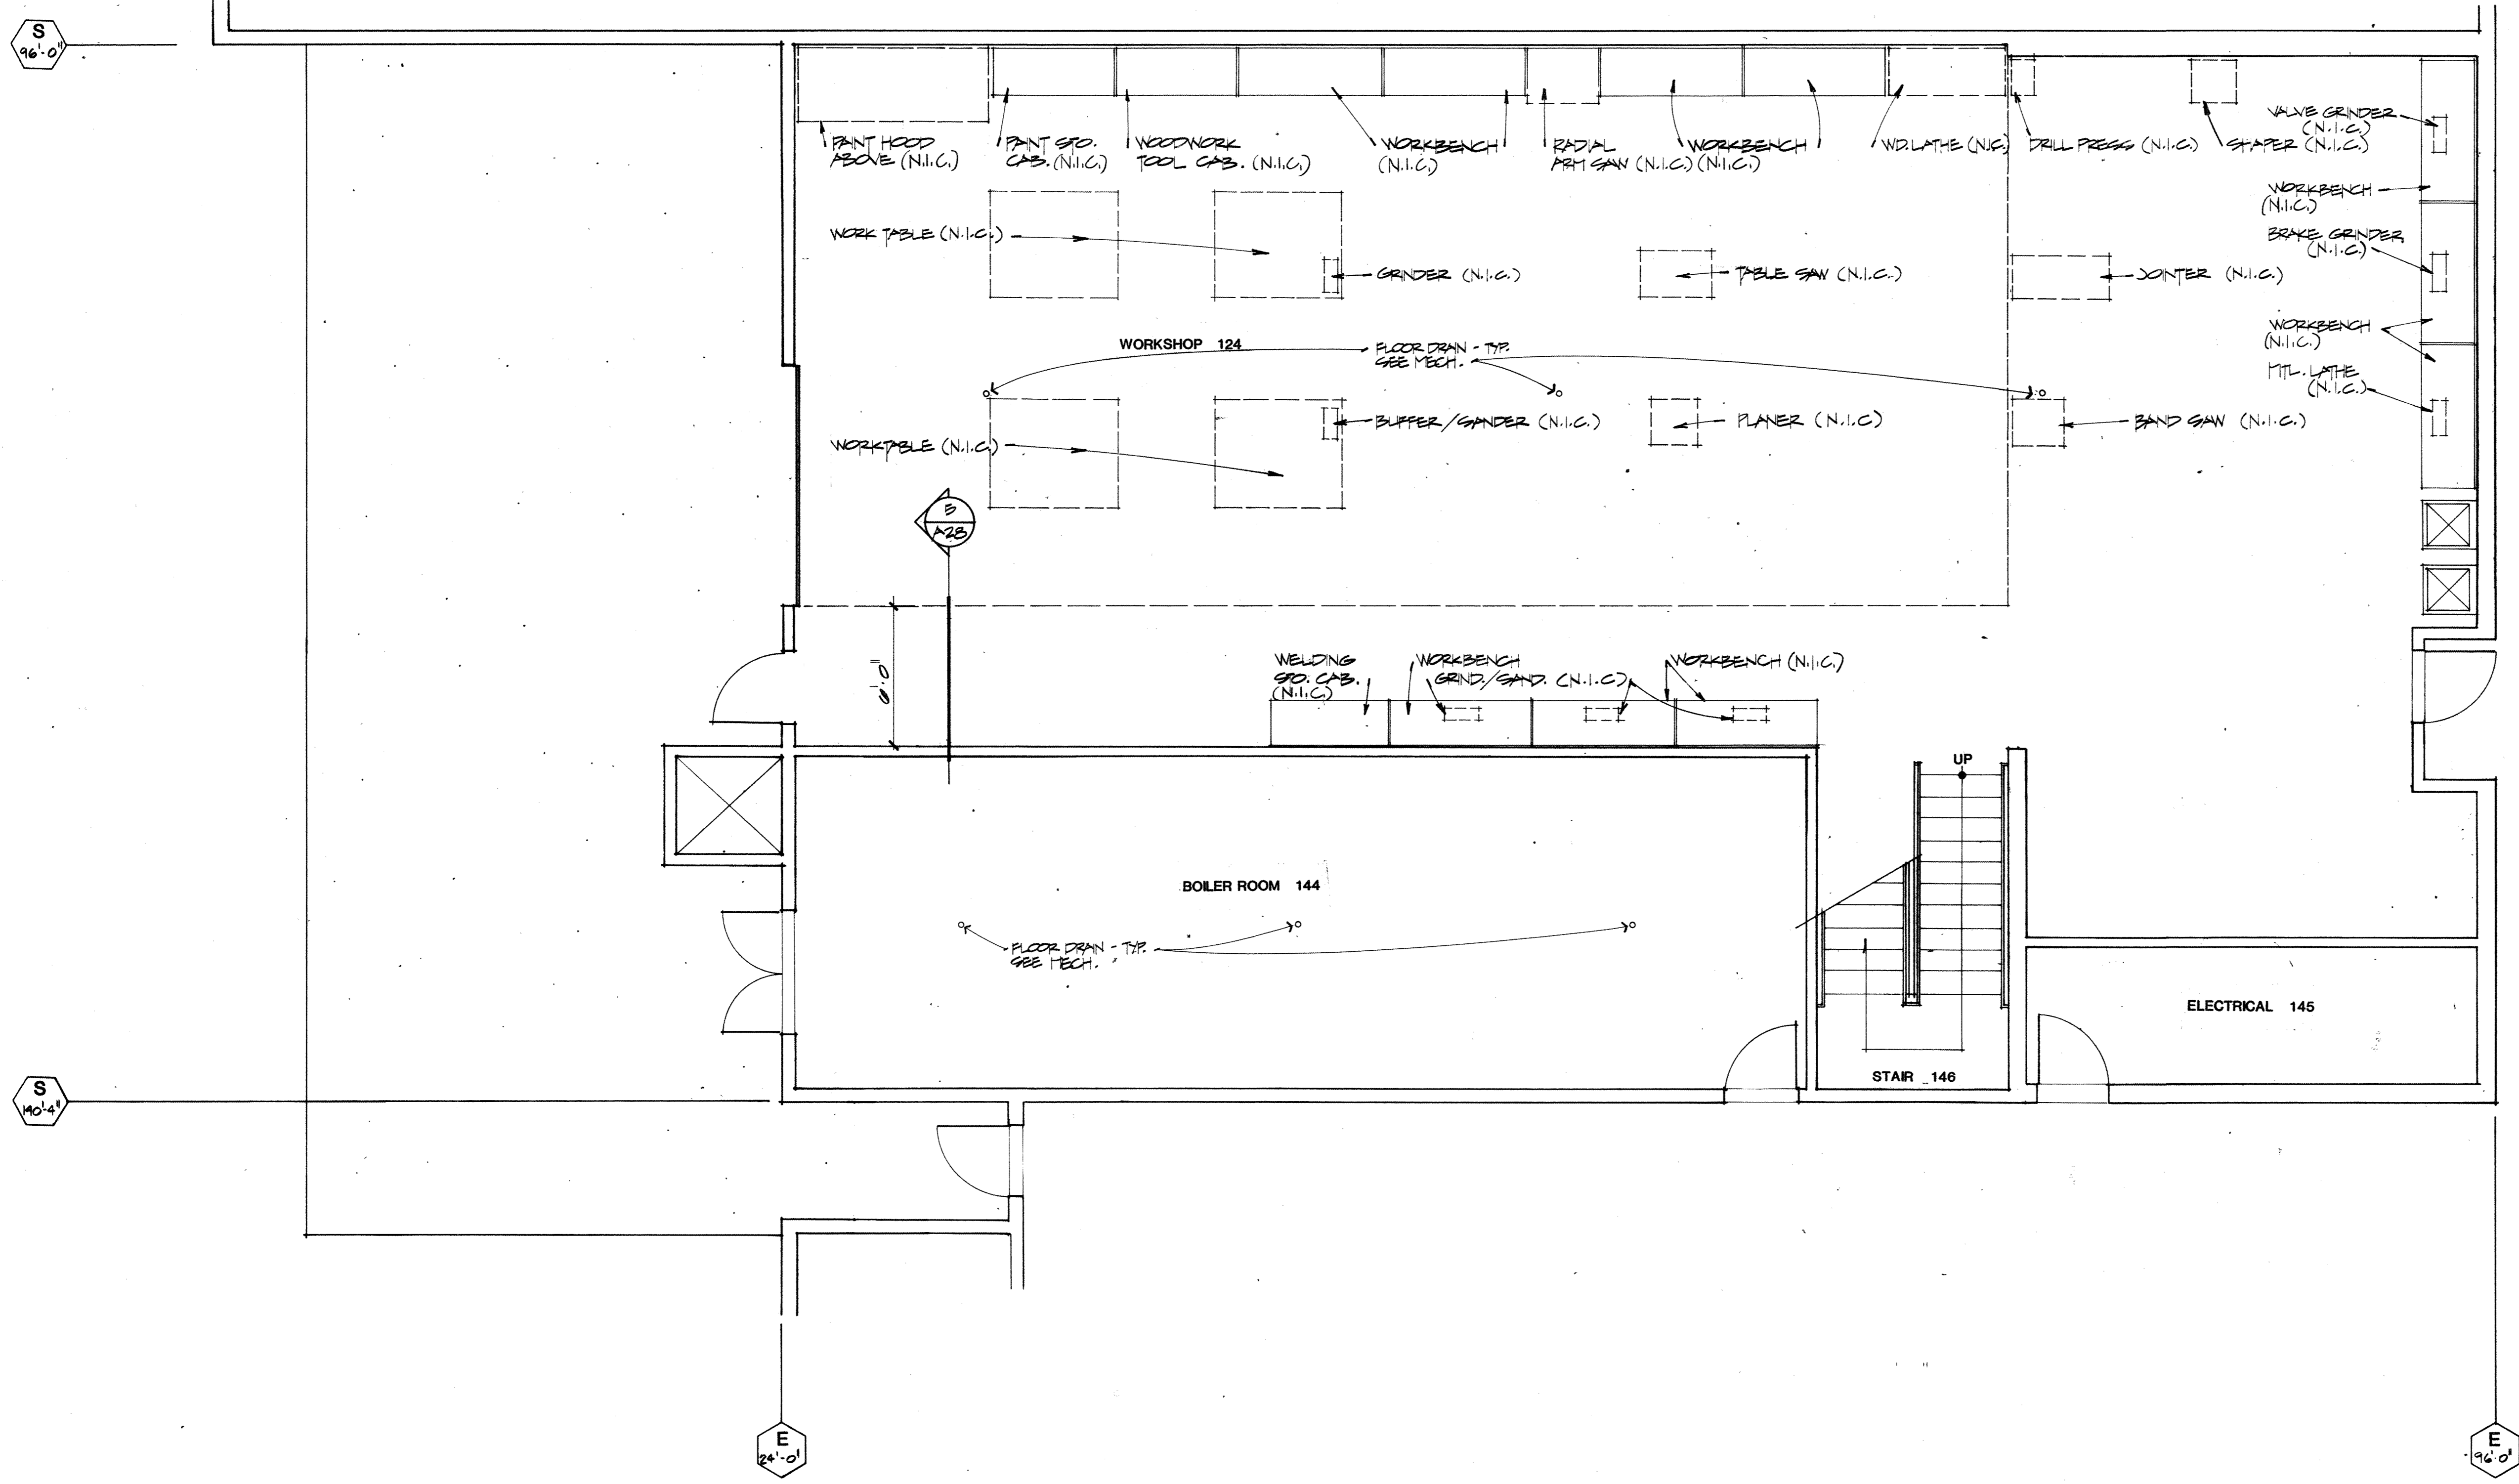 S
96'-0"
PAINT HOOD
ABOVE (N.I.C.)
PAINT STO.
CAB. (N.I.C.)
WOODWORK
TOOL CAB. (N.I.C.)
WORKBENCH
(N.I.C.)
RADIAL
ARM SAW (N.I.C.)
WORKBENCH
(N.I.C.)
WD. LATHE (N.I.C.)
DRILL PRESS (N.I.C.)
SHAPER (N.I.C.)
VALVE GRINDER
(N.I.C.)
WORKBENCH
(N.I.C.)
WORK TABLE (N.I.C.)
GRINDER (N.I.C.)
TABLE SAW (N.I.C.)
JOINTER (N.I.C.)
BRAKE GRINDER
(N.I.C.)
WORKSHOP 124
FLOOR DRAIN - TYP.
SEE MECH.
WORKBENCH
(N.I.C.)
MTL. LATHE
(N.I.C.)
WORKTABLE (N.I.C.)
BUFFER/SANDER (N.I.C.)
PLANER (N.I.C)
BAND SAW (N.I.C.)
5
A28
6'-0"
WELDING
STO. CAB.
(N.I.C.)
WORKBENCH
GRIND./SAND. (N.I.C.)
WORKBENCH (N.I.C.)
UP
BOILER ROOM 144
FLOOR DRAIN - TYP.
SEE MECH.
ELECTRICAL 145
STAIR 146
S
140'-4"
E
24'-0"
E
96'-0"